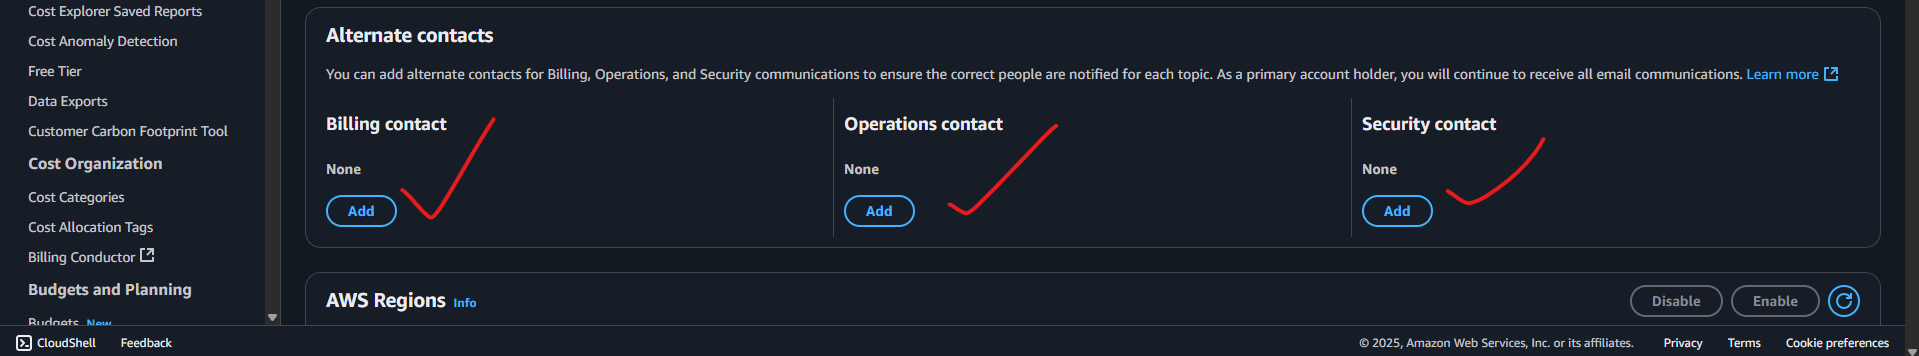 Cost Explorer Saved Reports
Cost Anomaly Detection
Free Tier
Data Exports
Customer Carbon Footprint Tool
Cost Organization
Cost Categories
Cost Allocation Tags
Billing Conductor
Budgets and Planning
Budgets New
Alternate contacts
You can add alternate contacts for Billing, Operations, and Security communications to ensure the correct people are notified for each topic. As a primary account holder, you will continue to receive all email communications. Learn more
Billing contact
None
Add
Operations contact
None
Add
Security contact
None
Add
AWS Regions Info
Disable
Enable
CloudShell
Feedback
© 2025, Amazon Web Services, Inc. or its affiliates.
Privacy
Terms
Cookie preferences